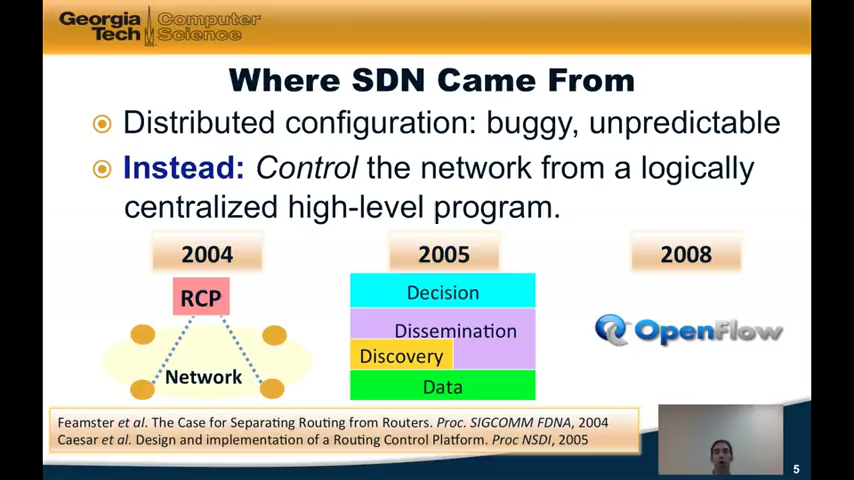 Georgia Tech
Computer Science
Where SDN Came From
Distributed configuration: buggy, unpredictable
Instead: Control the network from a logically
centralized high-level program.
2004
2005
2008
RCP
Network
Decision
Dissemination
Discovery
Data
OpenFlow
Feamster et al. The Case for Separating Routing from Routers. Proc. SIGCOMM FDNA, 2004
Caesar et al. Design and implementation of a Routing Control Platform. Proc NSDI, 2005
5